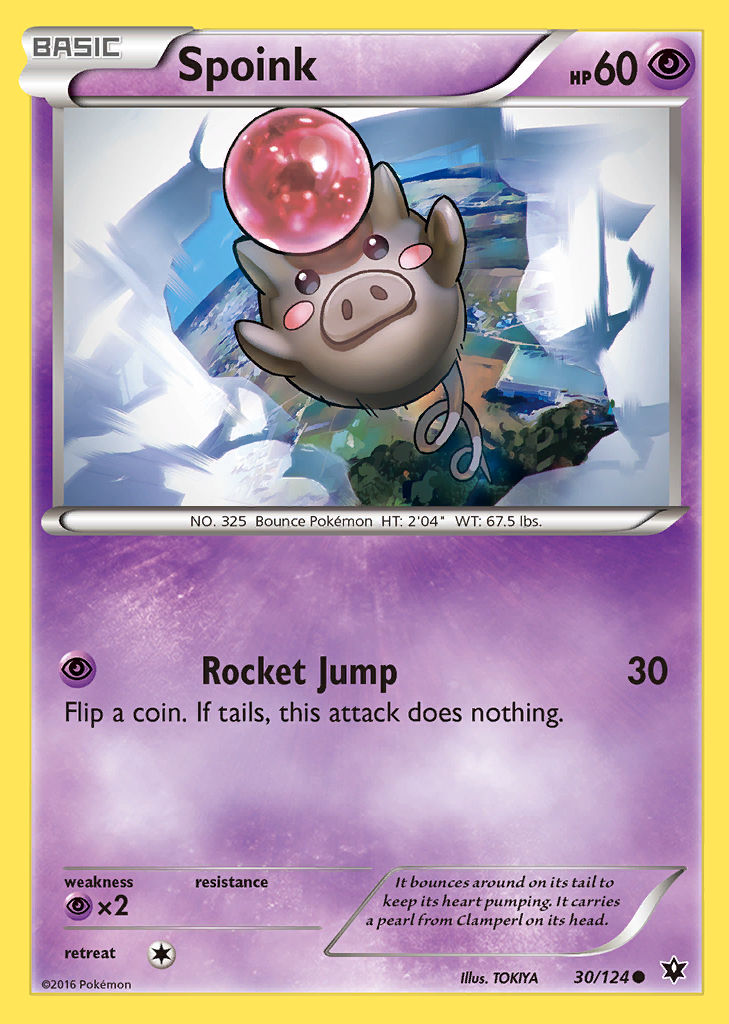 BASIC
Spoink
HP 60
NO. 325 Bounce Pokémon HT: 2'04" WT: 67.5 lbs.
Rocket Jump 30
Flip a coin. If tails, this attack does nothing.
weakness resistance
×2
It bounces around on its tail to
keep its heart pumping. It carries
a pearl from Clamperl on its head.
retreat
©2016 Pokémon Illus. TOKIYA 30/124